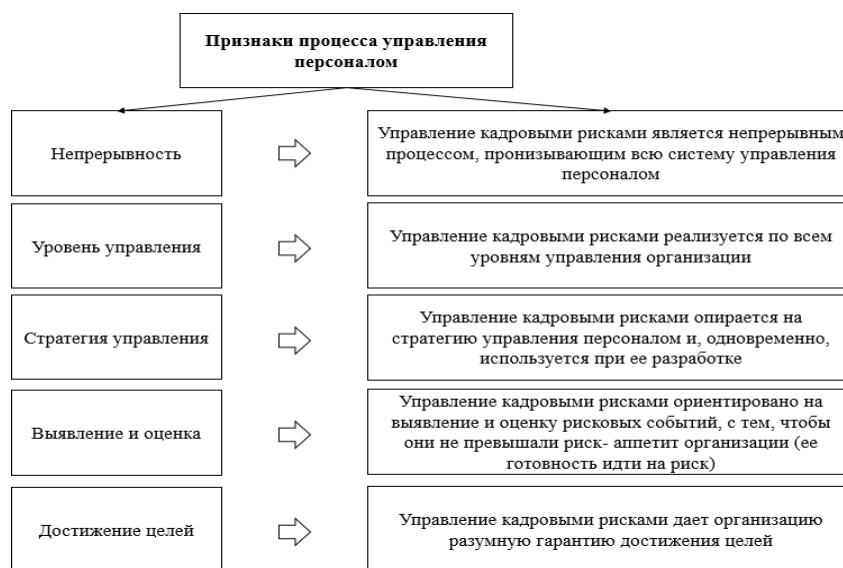 Признаки процесса управления
персоналом
Непрерывность
Управление кадровыми рисками является непрерывным
процессом, пронизывающим всю систему управления
персоналом
Уровень управления
Управление кадровыми рисками реализуется по всем
уровням управления организации
Стратегия управления
Управление кадровыми рисками опирается на
стратегию управления персоналом и, одновременно,
используется при ее разработке
Выявление и оценка
Управление кадровыми рисками ориентировано на
выявление и оценку рисковых событий, с тем, чтобы
они не превышали риск- аппетит организации (ее
готовность идти на риск)
Достижение целей
Управление кадровыми рисками дает организацию
разумную гарантию достижения целей